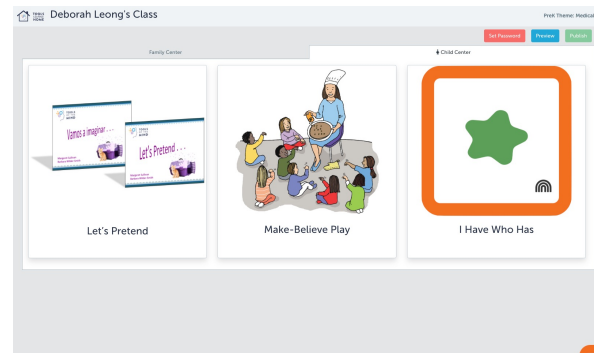 Deborah Leong's Class
PreK Theme: Medical
Set Password
Preview
Publish
Family Center
Child Center
Vamos a imaginar . . .
Let's Pretend . . .
Let's Pretend
Make-Believe Play
I Have Who Has